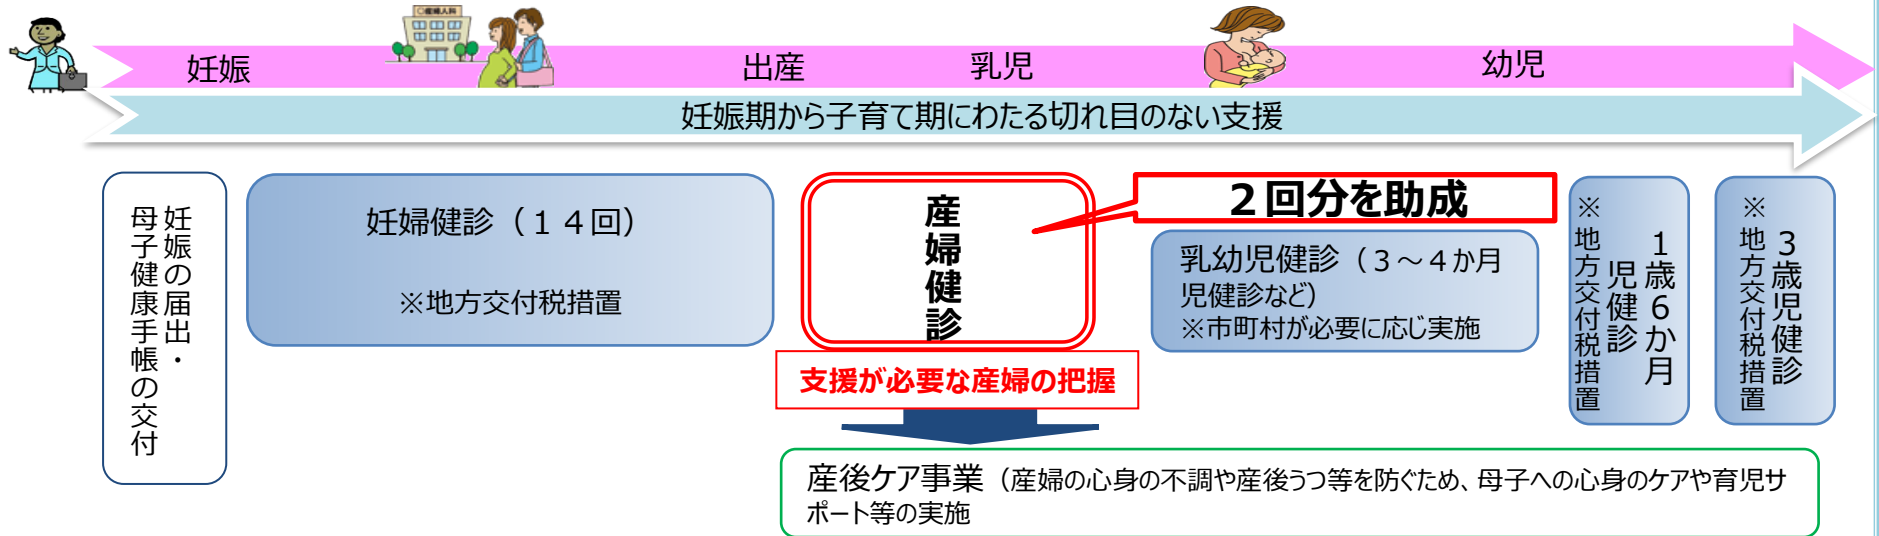 ○産婦人科
妊娠
出産
乳児
幼児
妊娠期から子育て期にわたる切れ目のない支援
妊娠の届出・
母子健康手帳の交付
妊婦健診（１４回）
※地方交付税措置
産婦健診
２回分を助成
支援が必要な産婦の把握
乳幼児健診（３～４か月
児健診など）
※市町村が必要に応じ実施
１歳６か月
児健診
※地方交付税措置
３歳児健診
※地方交付税措置
産後ケア事業（産婦の心身の不調や産後うつ等を防ぐため、母子への心身のケアや育児サ
ポート等の実施